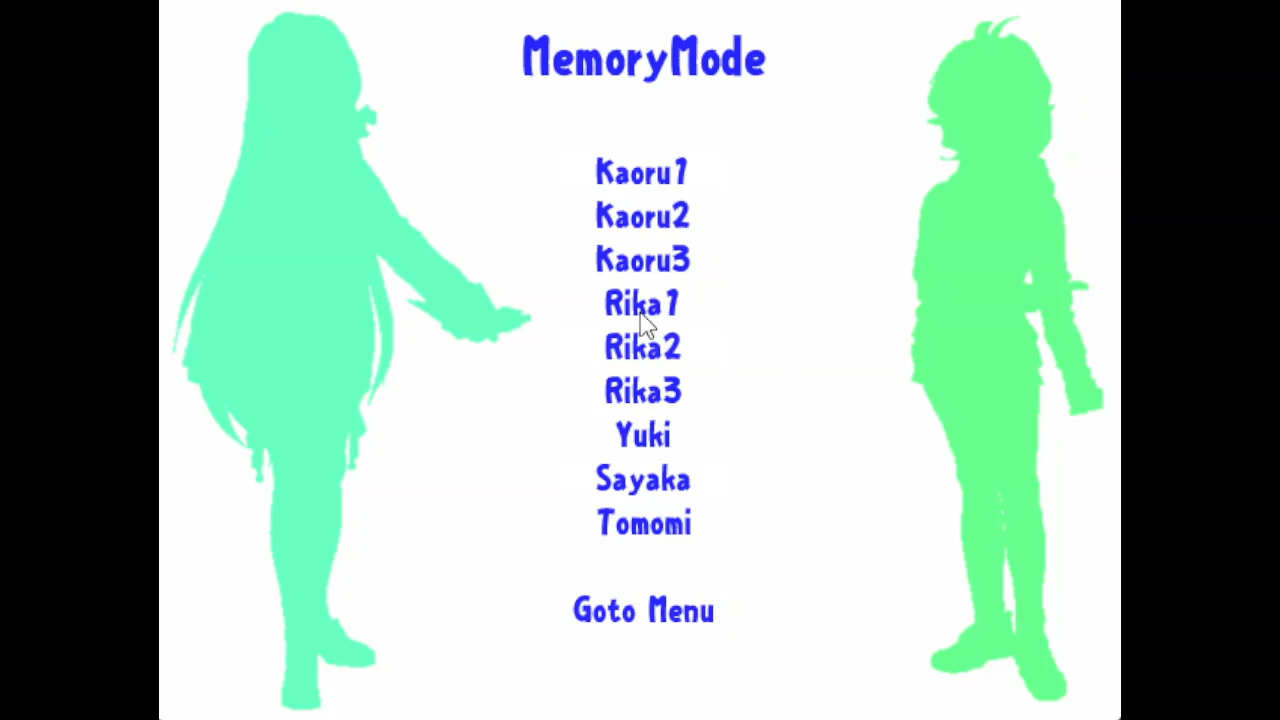 MemoryMode
Kaoru1
Kaoru2
Kaoru3
Rika1
Rika2
Rika3
Yuki
Sayaka
Tomomi
Goto Menu